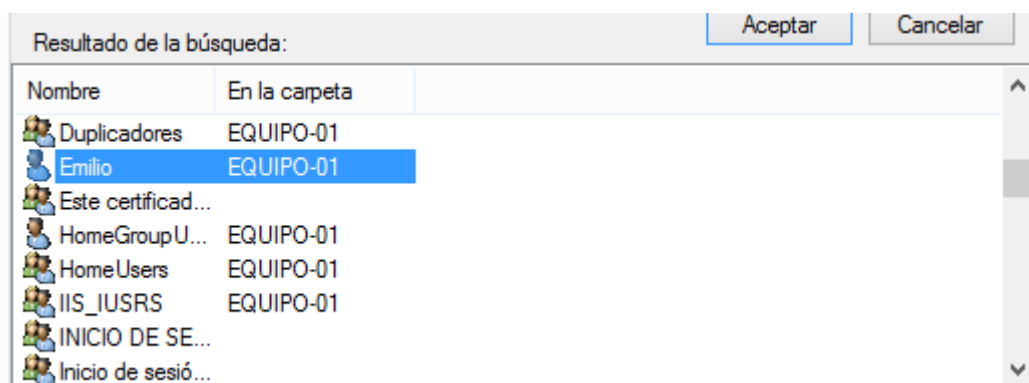 Aceptar Cancelar
Resultado de la búsqueda:
Nombre En la carpeta
Duplicadores EQUIPO-01
Emilio EQUIPO-01
Este certificad...
HomeGroupU... EQUIPO-01
HomeUsers EQUIPO-01
IIS_IUSRS EQUIPO-01
INICIO DE SE...
Inicio de sesió...